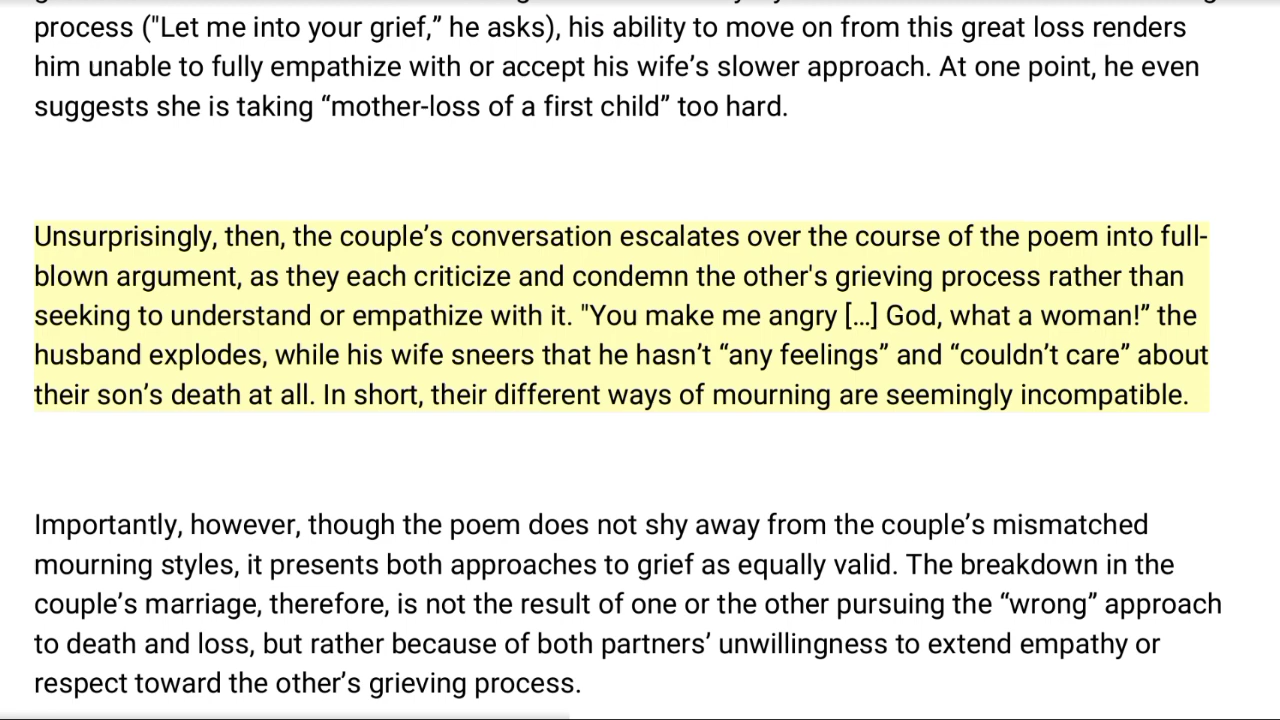 process ("Let me into your grief,” he asks), his ability to move on from this great loss renders
him unable to fully empathize with or accept his wife’s slower approach. At one point, he even
suggests she is taking “mother-loss of a first child” too hard.
Unsurprisingly, then, the couple’s conversation escalates over the course of the poem into full-
blown argument, as they each criticize and condemn the other's grieving process rather than
seeking to understand or empathize with it. "You make me angry [...] God, what a woman!” the
husband explodes, while his wife sneers that he hasn’t “any feelings” and “couldn’t care” about
their son’s death at all. In short, their different ways of mourning are seemingly incompatible.
Importantly, however, though the poem does not shy away from the couple’s mismatched
mourning styles, it presents both approaches to grief as equally valid. The breakdown in the
couple’s marriage, therefore, is not the result of one or the other pursuing the “wrong” approach
to death and loss, but rather because of both partners’ unwillingness to extend empathy or
respect toward the other’s grieving process.